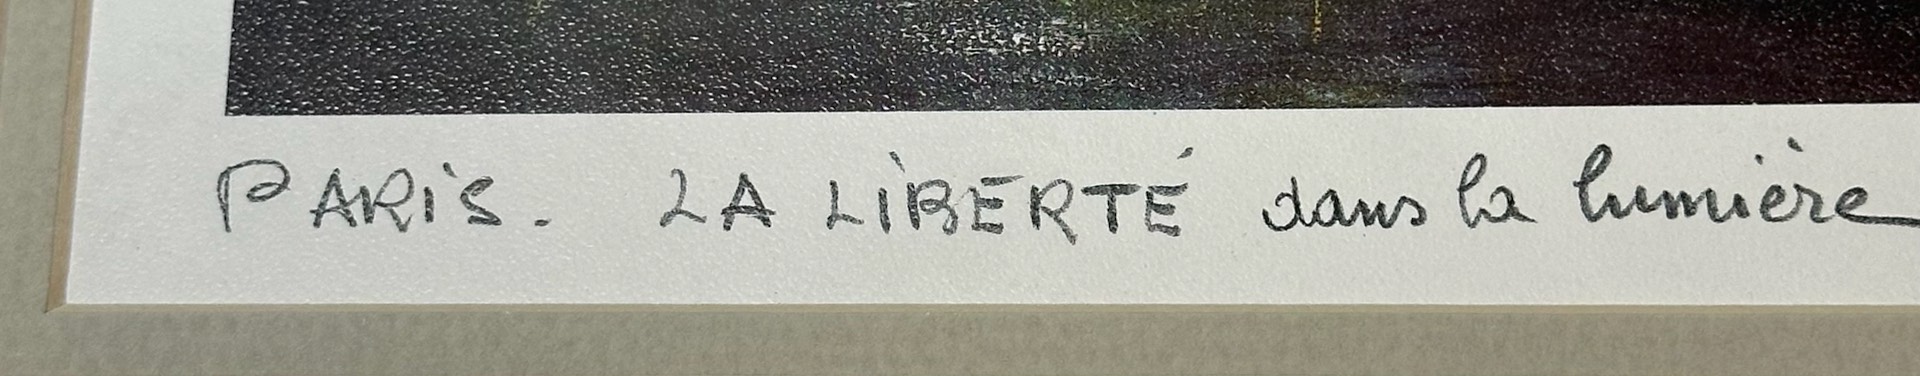 PARiS. LA LiBERTÉ dans la lumière